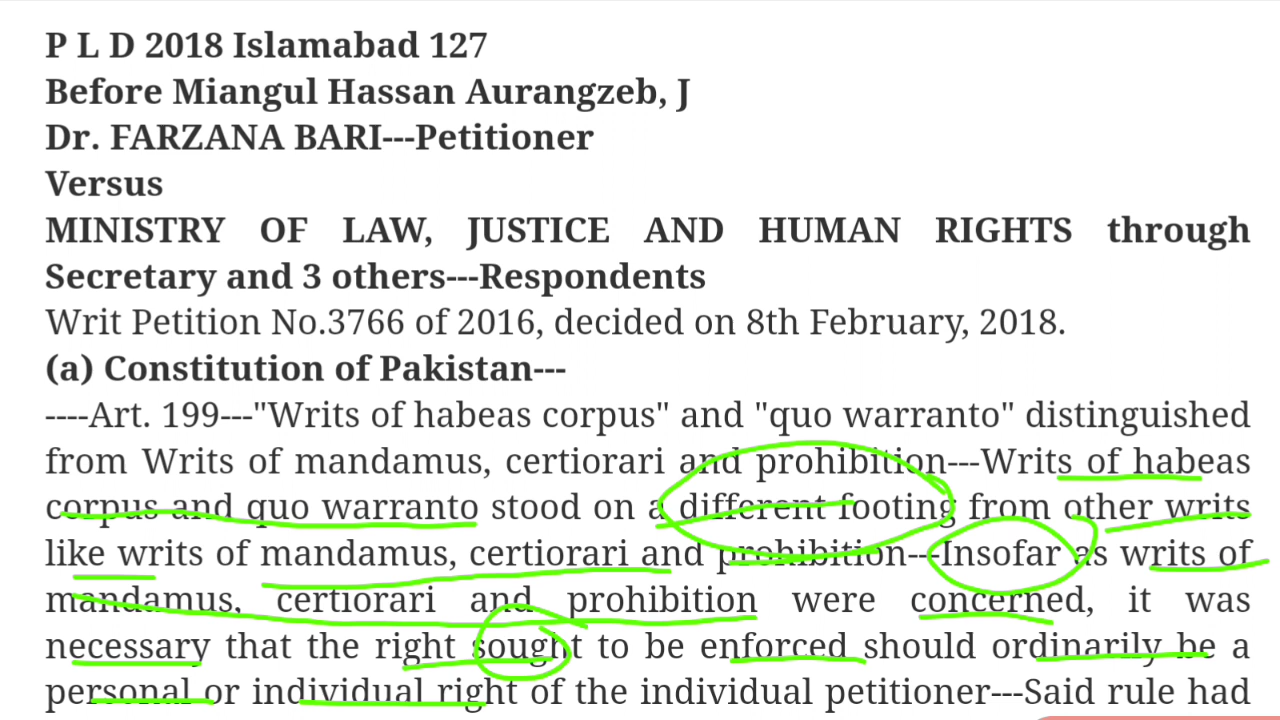 P L D 2018 Islamabad 127
Before Miangul Hassan Aurangzeb, J
Dr. FARZANA BARI---Petitioner
Versus
MINISTRY OF LAW, JUSTICE AND HUMAN RIGHTS through
Secretary and 3 others---Respondents
Writ Petition No.3766 of 2016, decided on 8th February, 2018.
(a) Constitution of Pakistan---
----Art. 199---"Writs of habeas corpus" and "quo warranto" distinguished
from Writs of mandamus, certiorari and prohibition---Writs of habeas
corpus and quo warranto stood on a different footing from other writs
like writs of mandamus, certiorari and prohibition---Insofar as writs of
mandamus, certiorari and prohibition were concerned, it was
necessary that the right sought to be enforced should ordinarily be a
personal or individual right of the individual petitioner---Said rule had